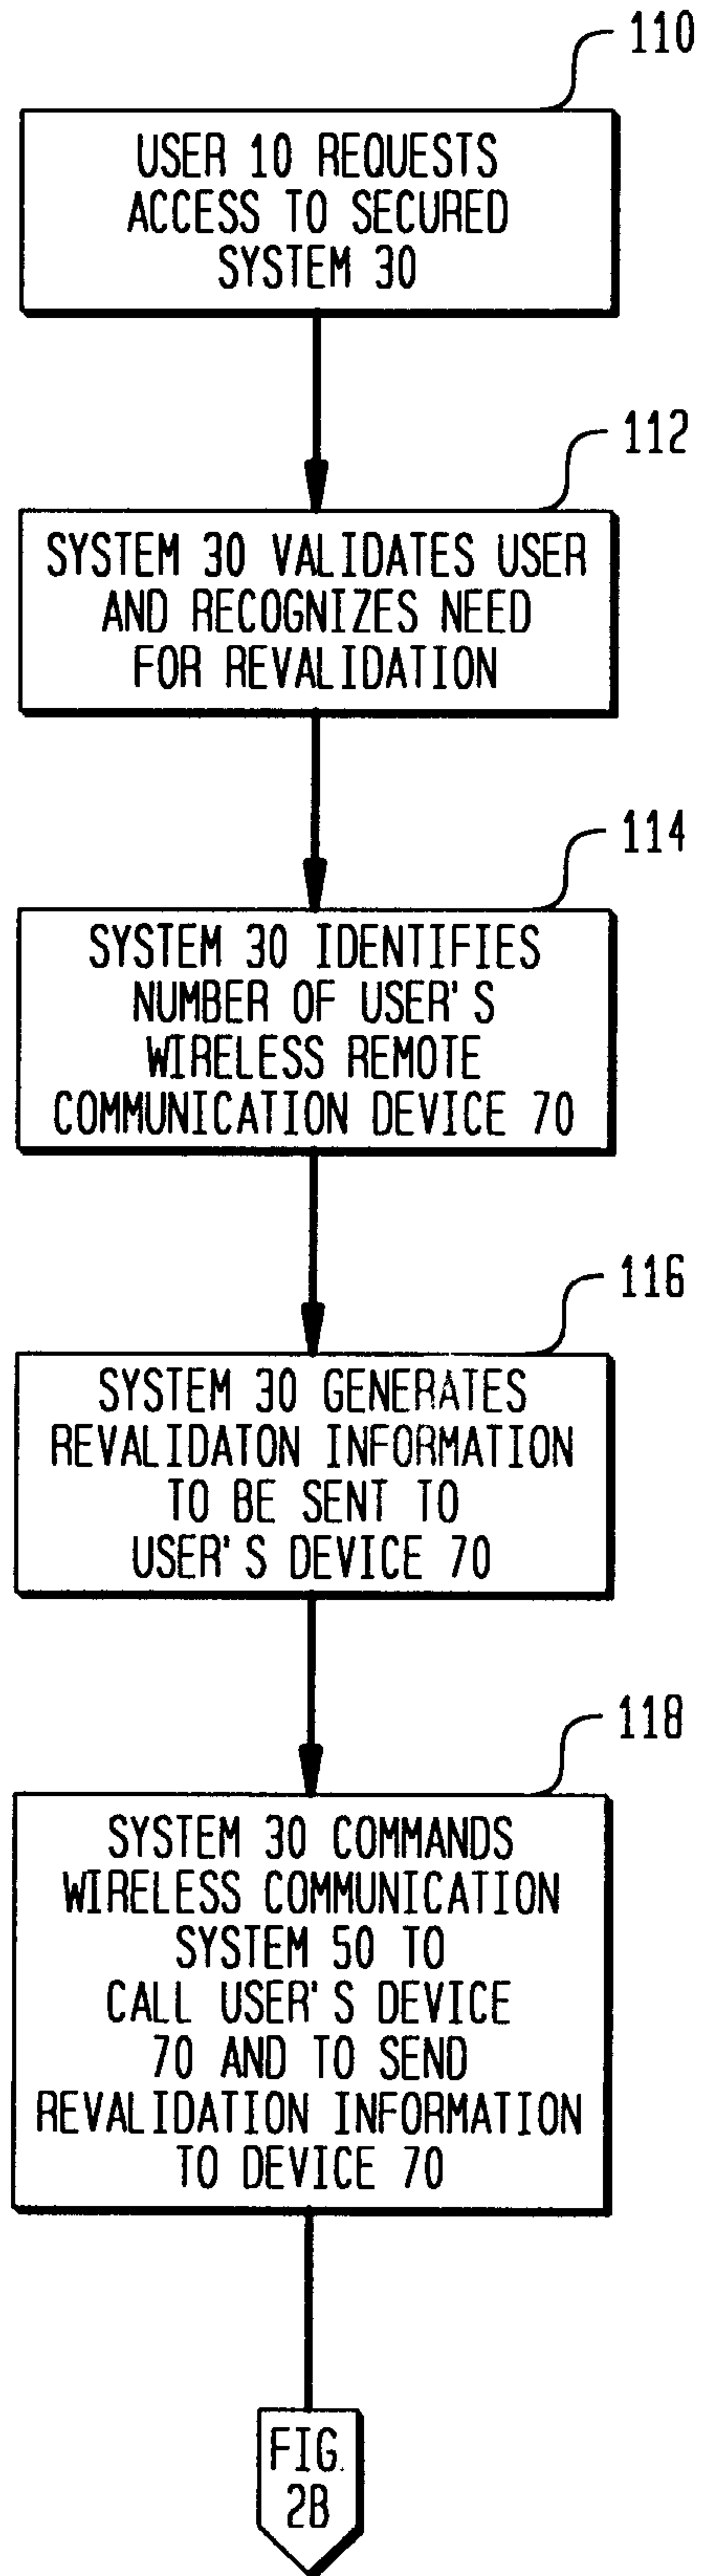 110
USER 10 REQUESTS
ACCESS TO SECURED
SYSTEM 30
112
SYSTEM 30 VALIDATES USER
AND RECOGNIZES NEED
FOR REVALIDATION
114
SYSTEM 30 IDENTIFIES
NUMBER OF USER'S
WIRELESS REMOTE
COMMUNICATION DEVICE 70
116
SYSTEM 30 GENERATES
REVALIDATON INFORMATION
TO BE SENT TO
USER'S DEVICE 70
118
SYSTEM 30 COMMANDS
WIRELESS COMMUNICATION
SYSTEM 50 TO
CALL USER'S DEVICE
70 AND TO SEND
REVALIDATION INFORMATION
TO DEVICE 70
FIG.
2B